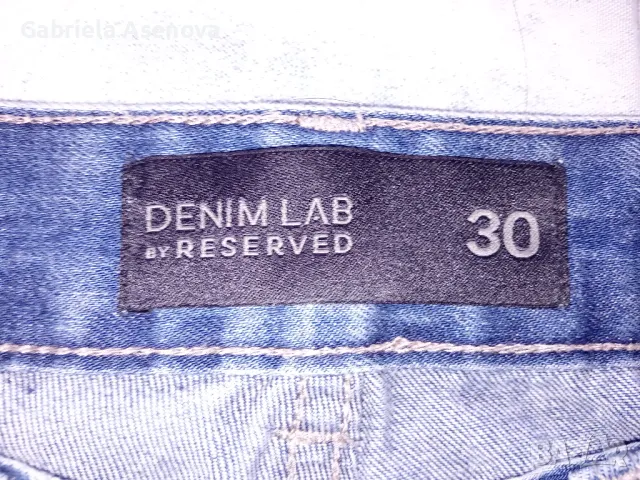 Gabriela Asenova
DENIM LAB
BY RESERVED
30